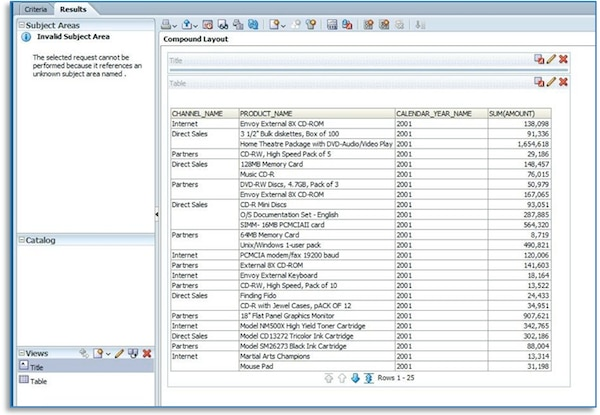 Criteria Results
Subject Areas
Invalid Subject Area
The selected request cannot be
performed because it references an
unknown subject area named .
Catalog
Views
Title
Table
Compound Layout
Title
Table
CHANNEL_NAME PRODUCT_NAME CALENDAR_YEAR_NAME SUM(AMOUNT)
Internet Envoy External 8X CD-ROM 2001 138,098
Direct Sales 3 1/2" Bulk diskettes, Box of 100 2001 91,336
Home Theatre Package with DVD-Audio/Video Play 2001 1,654,618
Partners CD-RW, High Speed Pack of 5 2001 29,186
Direct Sales 128MB Memory Card 2001 148,457
Music CD-R 2001 76,015
Partners DVD-RW Discs, 4.7GB, Pack of 3 2001 50,979
Envoy External 8X CD-ROM 2001 167,065
Direct Sales CD-R Mini Discs 2001 93,051
O/S Documentation Set - English 2001 287,885
SIMM- 16MB PCMCIAII card 2001 564,320
Partners 64MB Memory Card 2001 8,719
Unix/Windows 1-user pack 2001 490,821
Internet PCMCIA modem/fax 19200 baud 2001 120,006
Partners External 8X CD-ROM 2001 141,603
Internet Envoy External Keyboard 2001 18,164
Partners CD-RW, High Speed, Pack of 10 2001 13,522
Direct Sales Finding Fido 2001 24,433
CD-R with Jewel Cases, pACK OF 12 2001 34,951
Partners 18" Flat Panel Graphics Monitor 2001 907,621
Internet Model NM500X High Yield Toner Cartridge 2001 342,765
Direct Sales Model CD13272 Tricolor Ink Cartridge 2001 302,186
Partners Model SM26273 Black Ink Cartridge 2001 88,004
Internet Martial Arts Champions 2001 13,314
Mouse Pad 2001 31,198
Rows 1 - 25